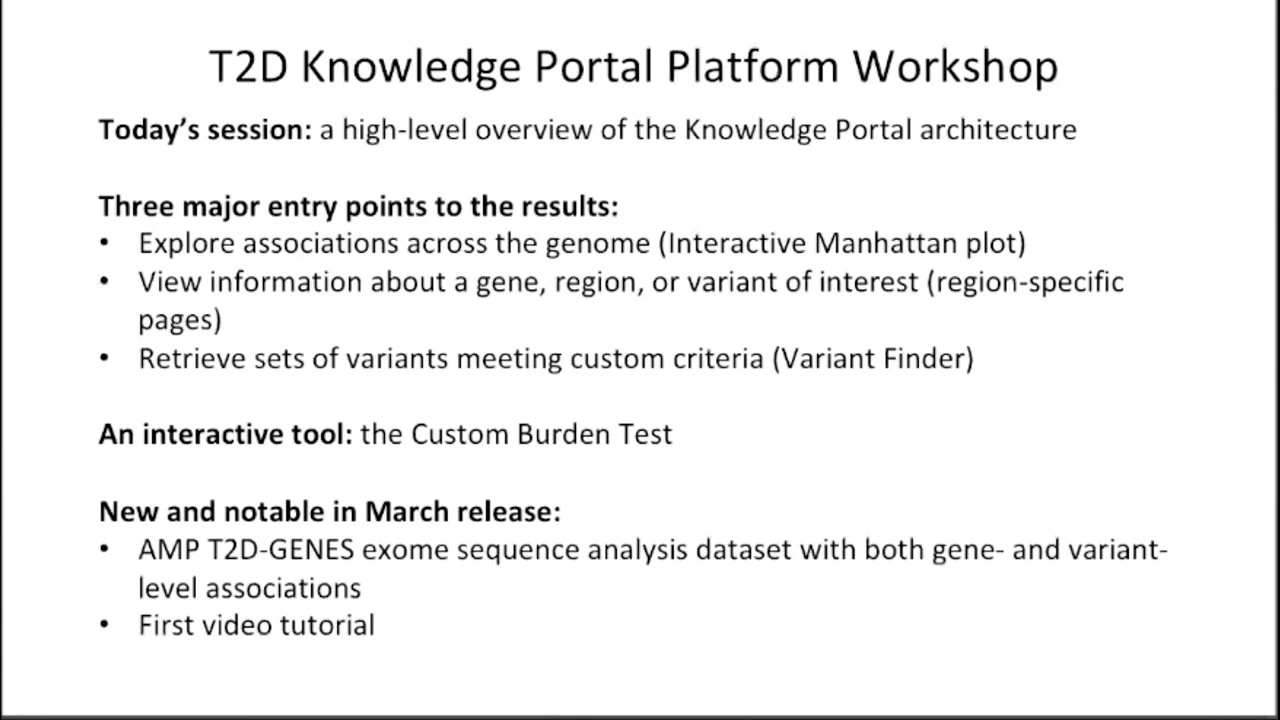 T2D Knowledge Portal Platform Workshop
Today’s session: a high-level overview of the Knowledge Portal architecture
Three major entry points to the results:
• Explore associations across the genome (Interactive Manhattan plot)
• View information about a gene, region, or variant of interest (region-specific
pages)
• Retrieve sets of variants meeting custom criteria (Variant Finder)
An interactive tool: the Custom Burden Test
New and notable in March release:
• AMP T2D-GENES exome sequence analysis dataset with both gene- and variant-
level associations
• First video tutorial